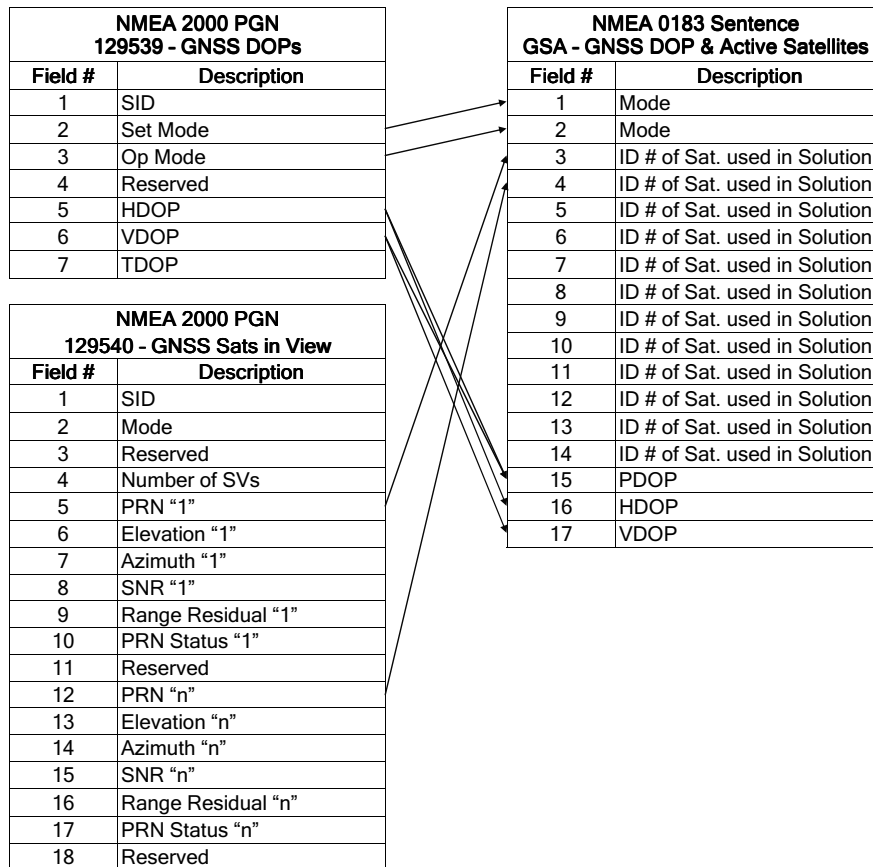 NMEA 2000 PGN
129539 - GNSS DOPs
Field # Description
1 SID
2 Set Mode
3 Op Mode
4 Reserved
5 HDOP
6 VDOP
7 TDOP
NMEA 2000 PGN
129540 - GNSS Sats in View
Field # Description
1 SID
2 Mode
3 Reserved
4 Number of SVs
5 PRN “1”
6 Elevation “1”
7 Azimuth “1”
8 SNR “1”
9 Range Residual “1”
10 PRN Status “1”
11 Reserved
12 PRN “n”
13 Elevation “n”
14 Azimuth “n”
15 SNR “n”
16 Range Residual “n”
17 PRN Status “n”
18 Reserved
NMEA 0183 Sentence
GSA - GNSS DOP & Active Satellites
Field # Description
1 Mode
2 Mode
3 ID # of Sat. used in Solution
4 ID # of Sat. used in Solution
5 ID # of Sat. used in Solution
6 ID # of Sat. used in Solution
7 ID # of Sat. used in Solution
8 ID # of Sat. used in Solution
9 ID # of Sat. used in Solution
10 ID # of Sat. used in Solution
11 ID # of Sat. used in Solution
12 ID # of Sat. used in Solution
13 ID # of Sat. used in Solution
14 ID # of Sat. used in Solution
15 PDOP
16 HDOP
17 VDOP